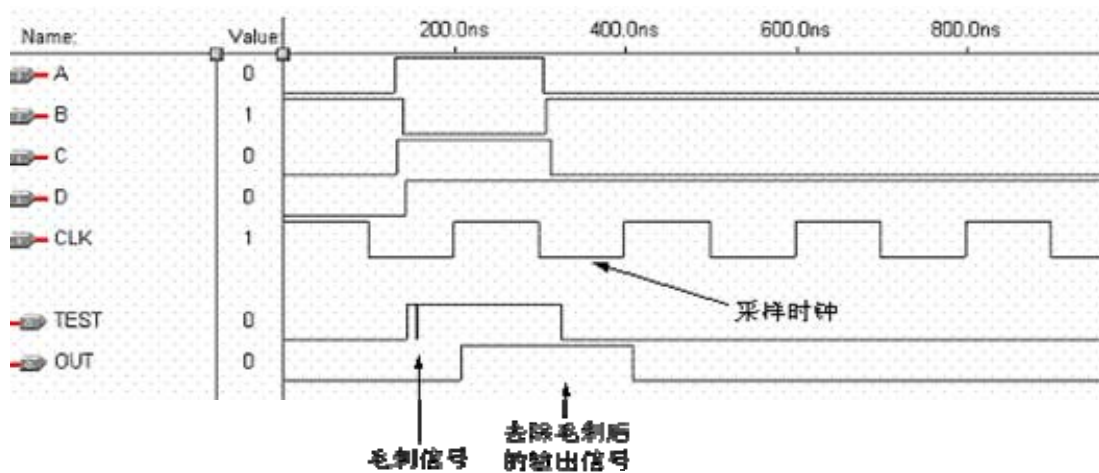 Name: Value 200.0ns 400.0ns 600.0ns 800.0ns
A 0
B 1
C 0
D 0
CLK 1
采样时钟
TEST 0
OUT 0
毛刺信号
去除毛刺后
的输出信号